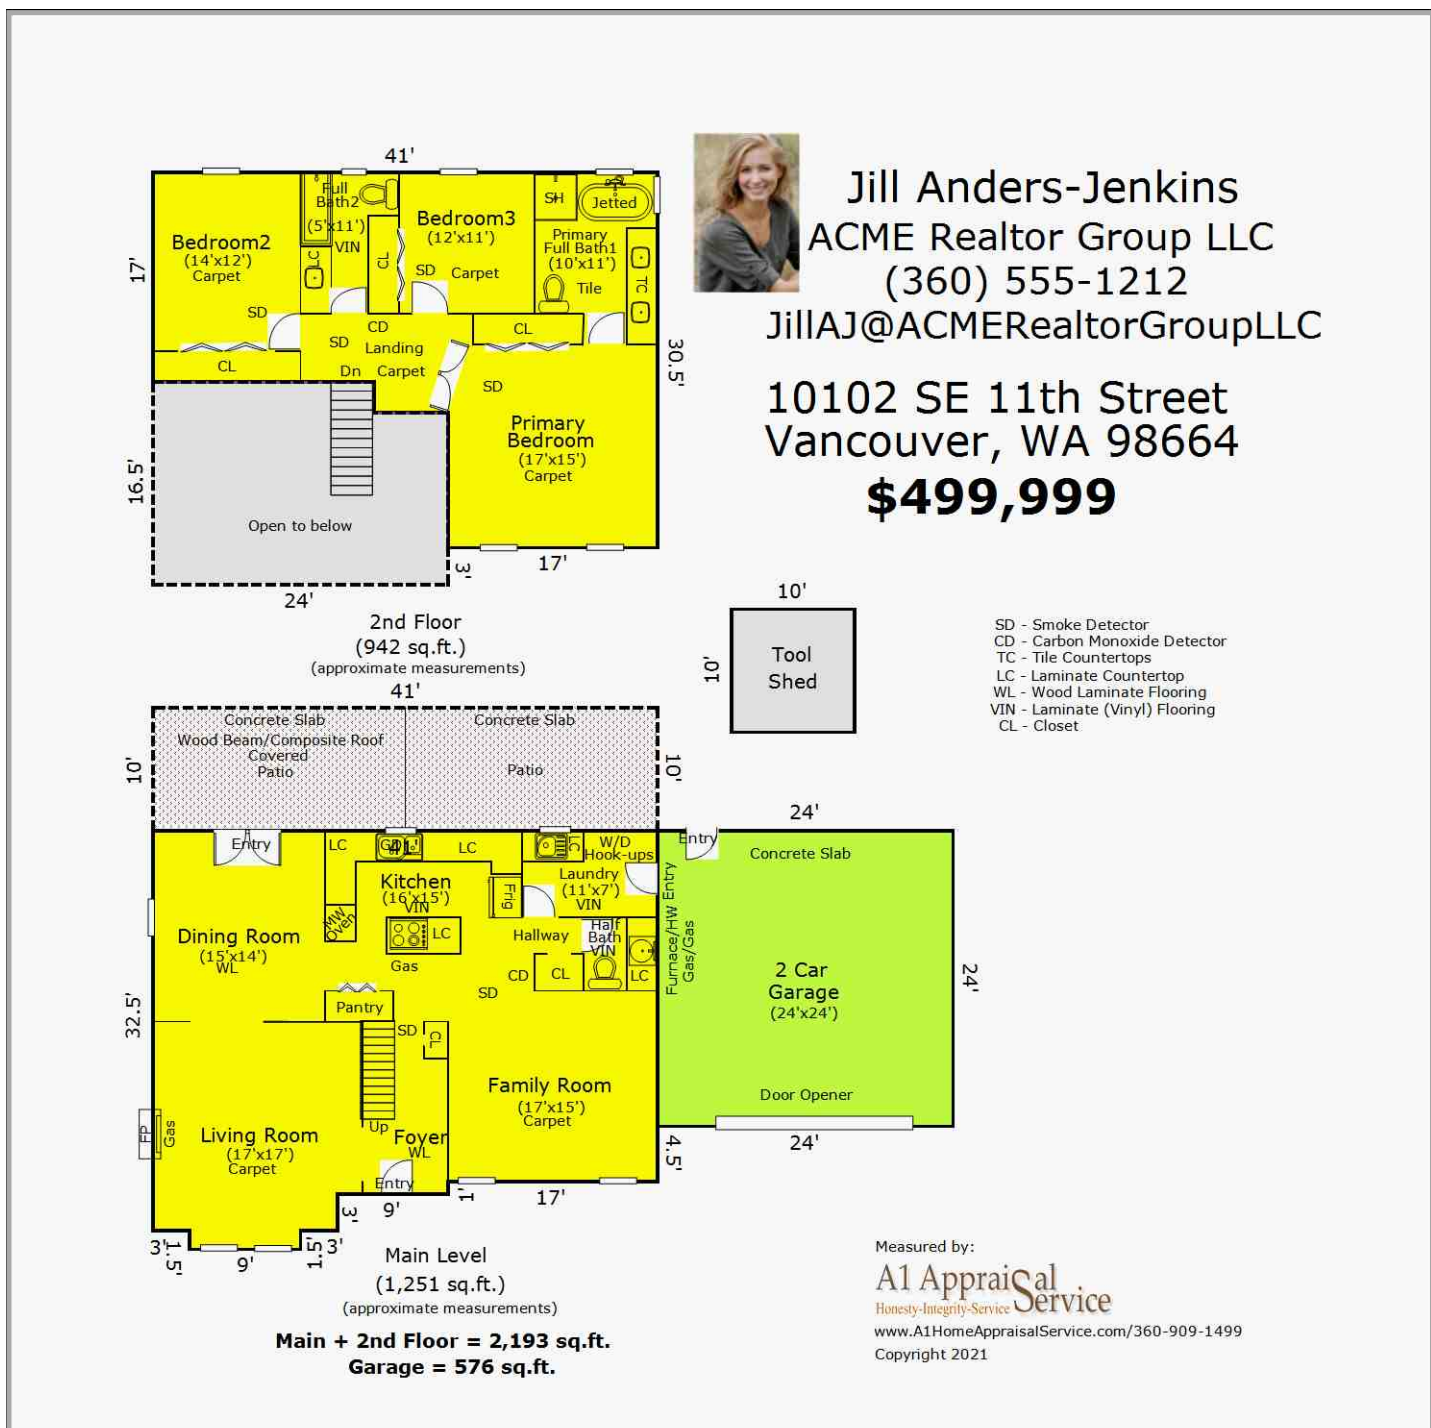 Jill Anders-Jenkins
ACME Realtor Group LLC
(360) 555-1212
JillAJ@ACMERealtorGroupLLC
10102 SE 11th Street
Vancouver, WA 98664
$499,999
41'
17'
Bedroom2
(14'x12')
Carpet
SD
CL
Full
Bath2
(5'x11')
VIN
LC
CL
Bedroom3
(12'x11')
SD
Carpet
SH
Jetted
Primary
Full Bath1
(10'x11')
Tile
TC
CD
SD
Landing
Dn
Carpet
CL
SD
30.5'
Primary
Bedroom
(17'x15')
Carpet
16.5'
Open to below
3'
17'
24'
2nd Floor
(942 sq.ft.)
(approximate measurements)
10'
10'
Tool
Shed
SD - Smoke Detector
CD - Carbon Monoxide Detector
TC - Tile Countertops
LC - Laminate Countertop
WL - Wood Laminate Flooring
VIN - Laminate (Vinyl) Flooring
CL - Closet
41'
Concrete Slab
Wood Beam/Composite Roof
Covered
Patio
Concrete Slab
Patio
10'
10'
24'
Entry
LC
GD
41'
LC
LC
W/D
Hook-ups
Entry
Concrete Slab
Kitchen
(16'x15')
VIN
Frig
Laundry
(11'x7')
VIN
Furnace/HW Entry
Gas/Gas
MW
Oven
Dining Room
(15'x14')
WL
LC
Gas
Hallway
Half
Bath
VIN
CD
CL
LC
SD
2 Car
Garage
(24'x24')
24'
32.5'
Pantry
SD
CL
Family Room
(17'x15')
Carpet
Door Opener
24'
FP
Gas
Living Room
(17'x17')
Carpet
Up
Foyer
WL
Entry
4.5'
1'
17'
9'
3'
3'
1.5'
9'
1.5'
3'
Main Level
(1,251 sq.ft.)
(approximate measurements)
Main + 2nd Floor = 2,193 sq.ft.
Garage = 576 sq.ft.
Measured by:
A1 Appraisal
Service
Honesty-Integrity-Service
www.A1HomeAppraisalService.com/360-909-1499
Copyright 2021